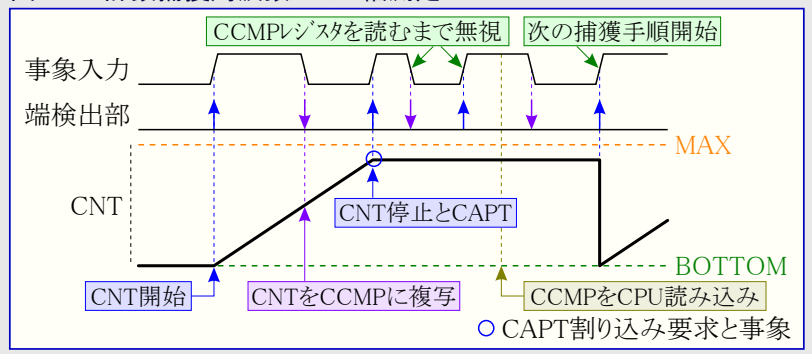 CCMPﾚｼﾞｽﾀを読むまで無視
次の捕獲手順開始
事象入力
端検出部
MAX
CNT
CNT停止とCAPT
BOTTOM
CNT開始
CNTをCCMPに複写
CCMPをCPU読み込み
CAPT割り込み要求と事象